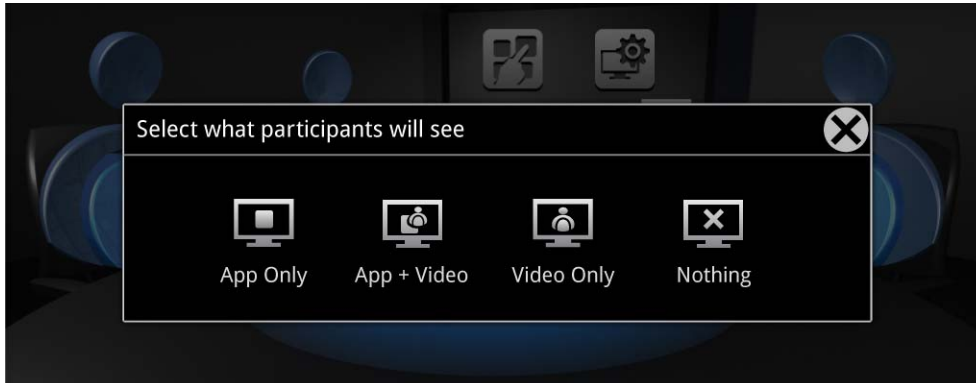 Select what participants will see
App Only
App + Video
Video Only
Nothing